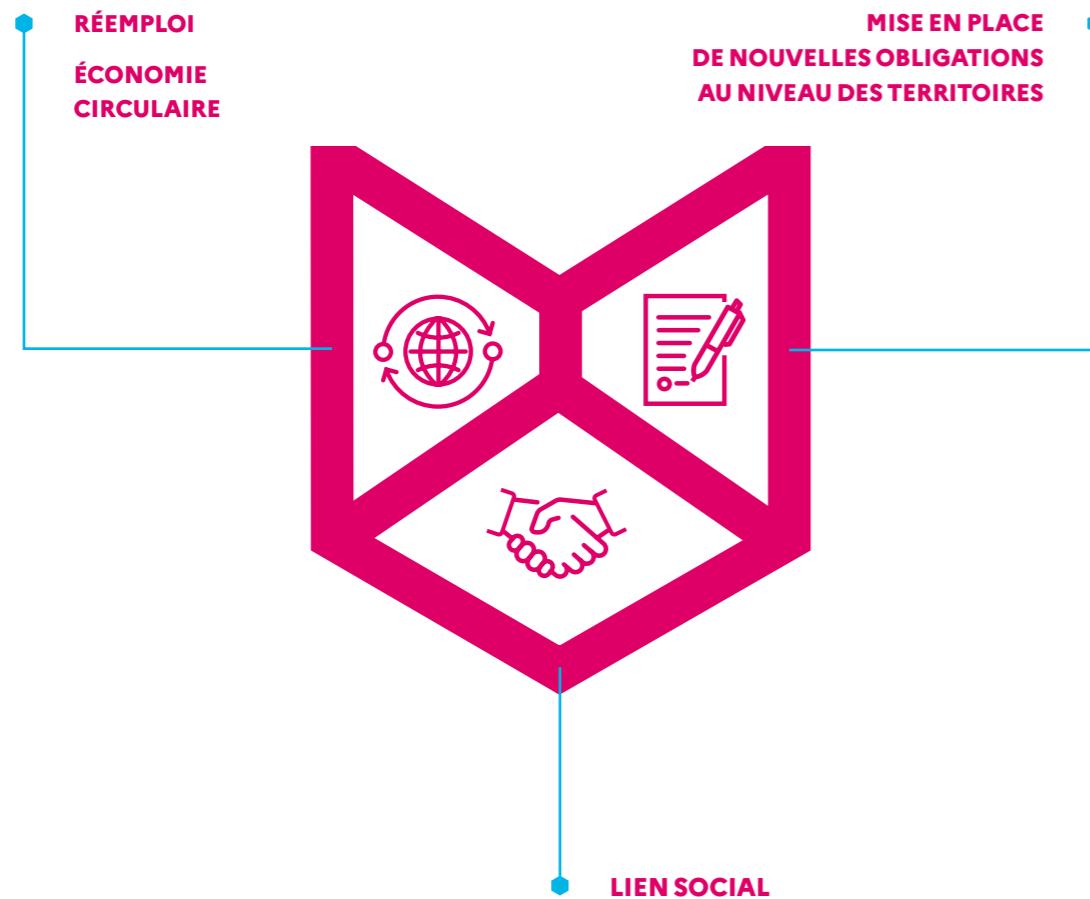 RÉEMPLOI
ÉCONOMIE
CIRCULAIRE
MISE EN PLACE
DE NOUVELLES OBLIGATIONS
AU NIVEAU DES TERRITOIRES
LIEN SOCIAL